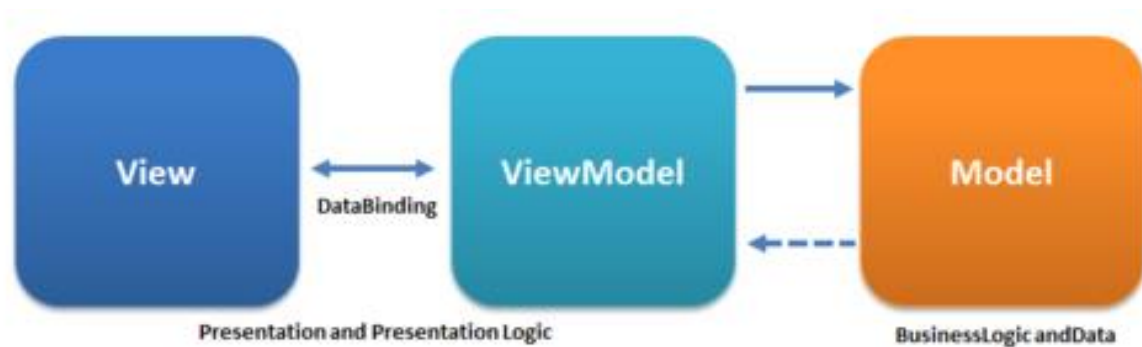 View
ViewModel
Model
DataBinding
Presentation and Presentation Logic
BusinessLogic andData